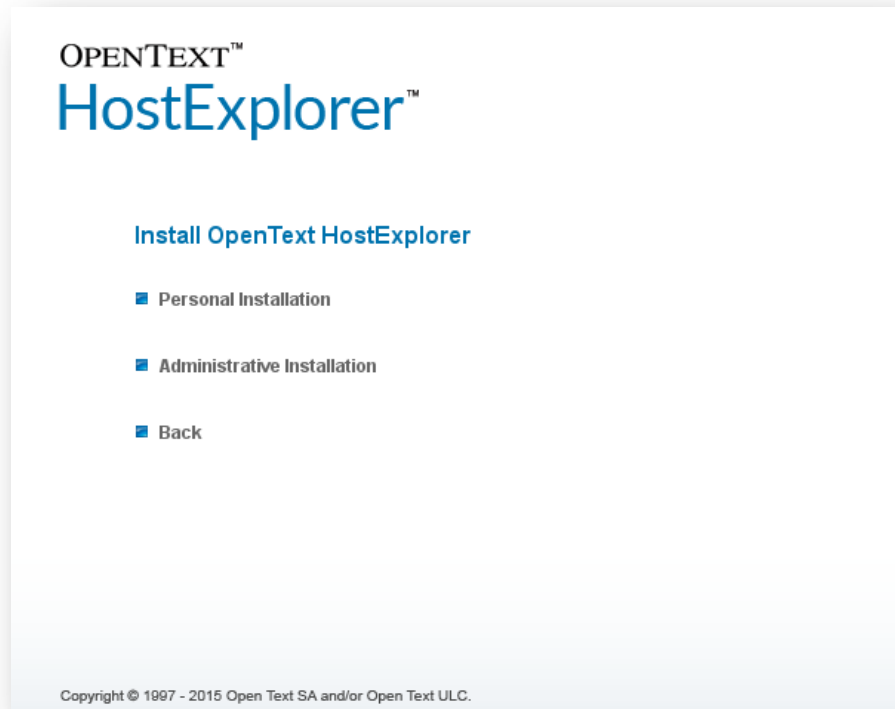 OPENTEXT™
HostExplorer™
Install OpenText HostExplorer
Personal Installation
Administrative Installation
Back
Copyright © 1997 - 2015 Open Text SA and/or Open Text ULC.